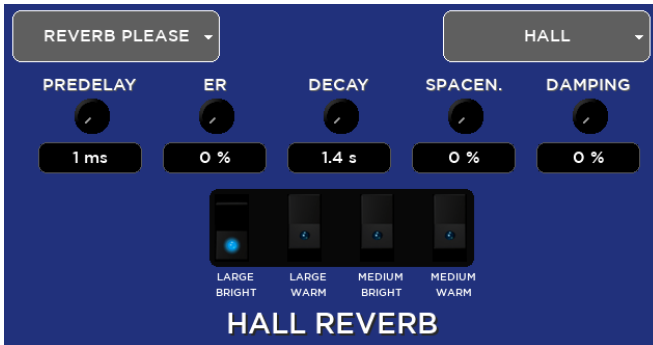 REVERB PLEASE
HALL
PREDELAY ER DECAY SPACEN. DAMPING
1 ms 0 % 1.4 s 0 % 0 %
LARGE LARGE MEDIUM MEDIUM
BRIGHT WARM BRIGHT WARM
HALL REVERB